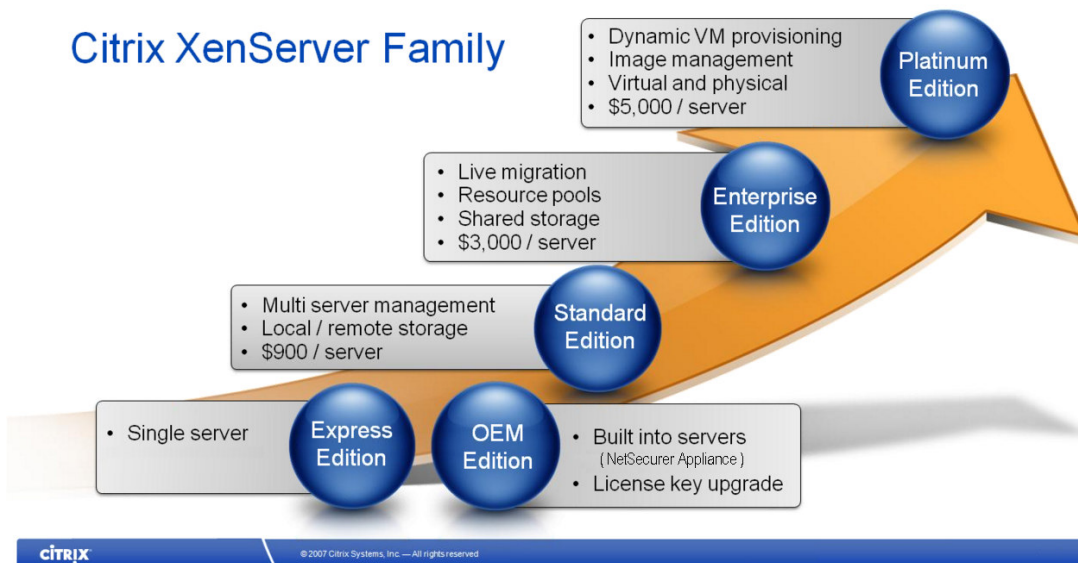 Citrix XenServer Family
• Dynamic VM provisioning
• Image management
• Virtual and physical
• $5,000 / server
Platinum
Edition
• Live migration
• Resource pools
• Shared storage
• $3,000 / server
Enterprise
Edition
• Multi server management
• Local / remote storage
• $900 / server
Standard
Edition
• Single server
Express
Edition
OEM
Edition
• Built into servers
( NetSecurer Appliance )
• License key upgrade
CİTRIX
© 2007 Citrix Systems, Inc. — All rights reserved